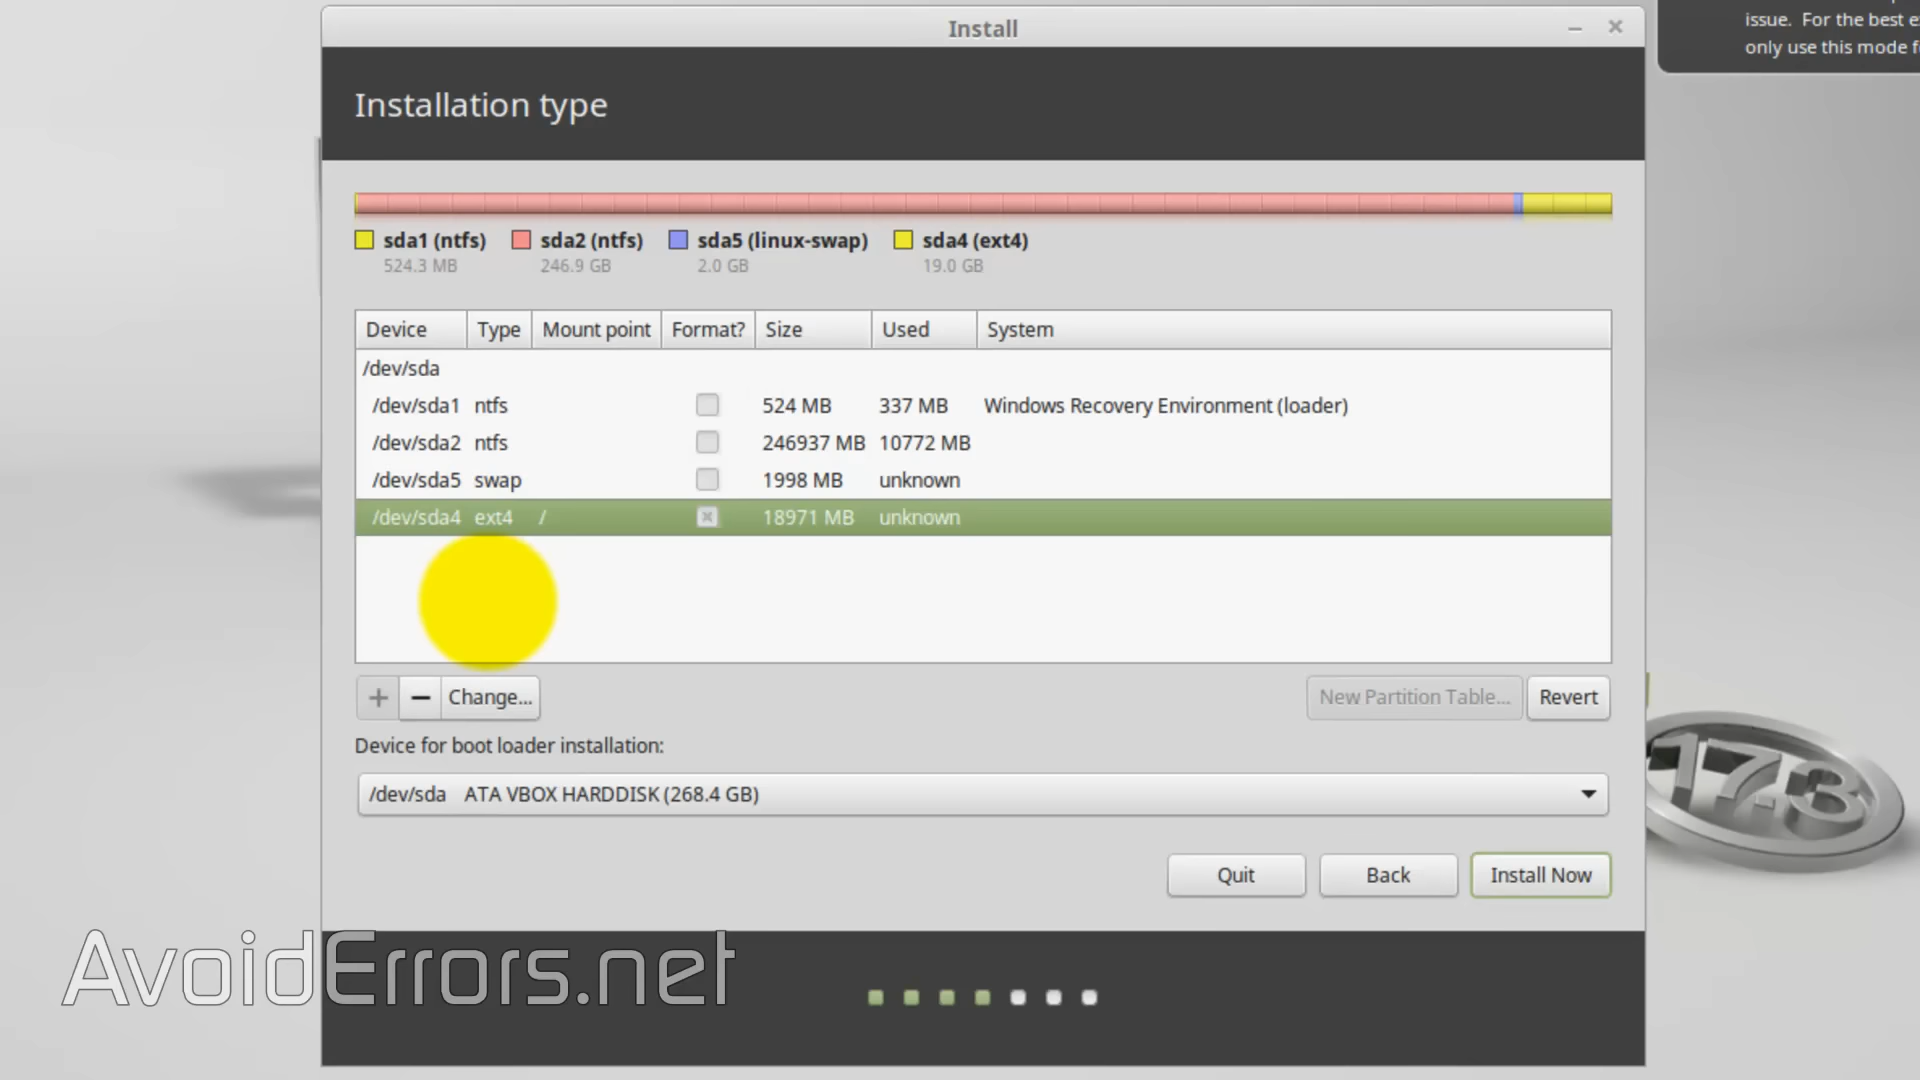 issue. For the best
only use this mode
Install
Installation type
sda1 (ntfs) sda2 (ntfs) sda5 (linux-swap) sda4 (ext4)
524.3 MB 246.9 GB 2.0 GB 19.0 GB
Device Type Mount point Format? Size Used System
/dev/sda
/dev/sda1 ntfs 524 MB 337 MB Windows Recovery Environment (loader)
/dev/sda2 ntfs 246937 MB 10772 MB
/dev/sda5 swap 1998 MB unknown
/dev/sda4 ext4 / 18971 MB unknown
+ − Change... New Partition Table... Revert
Device for boot loader installation:
/dev/sda ATA VBOX HARDDISK (268.4 GB)
17.3
Quit Back Install Now
AvoidErrors.net